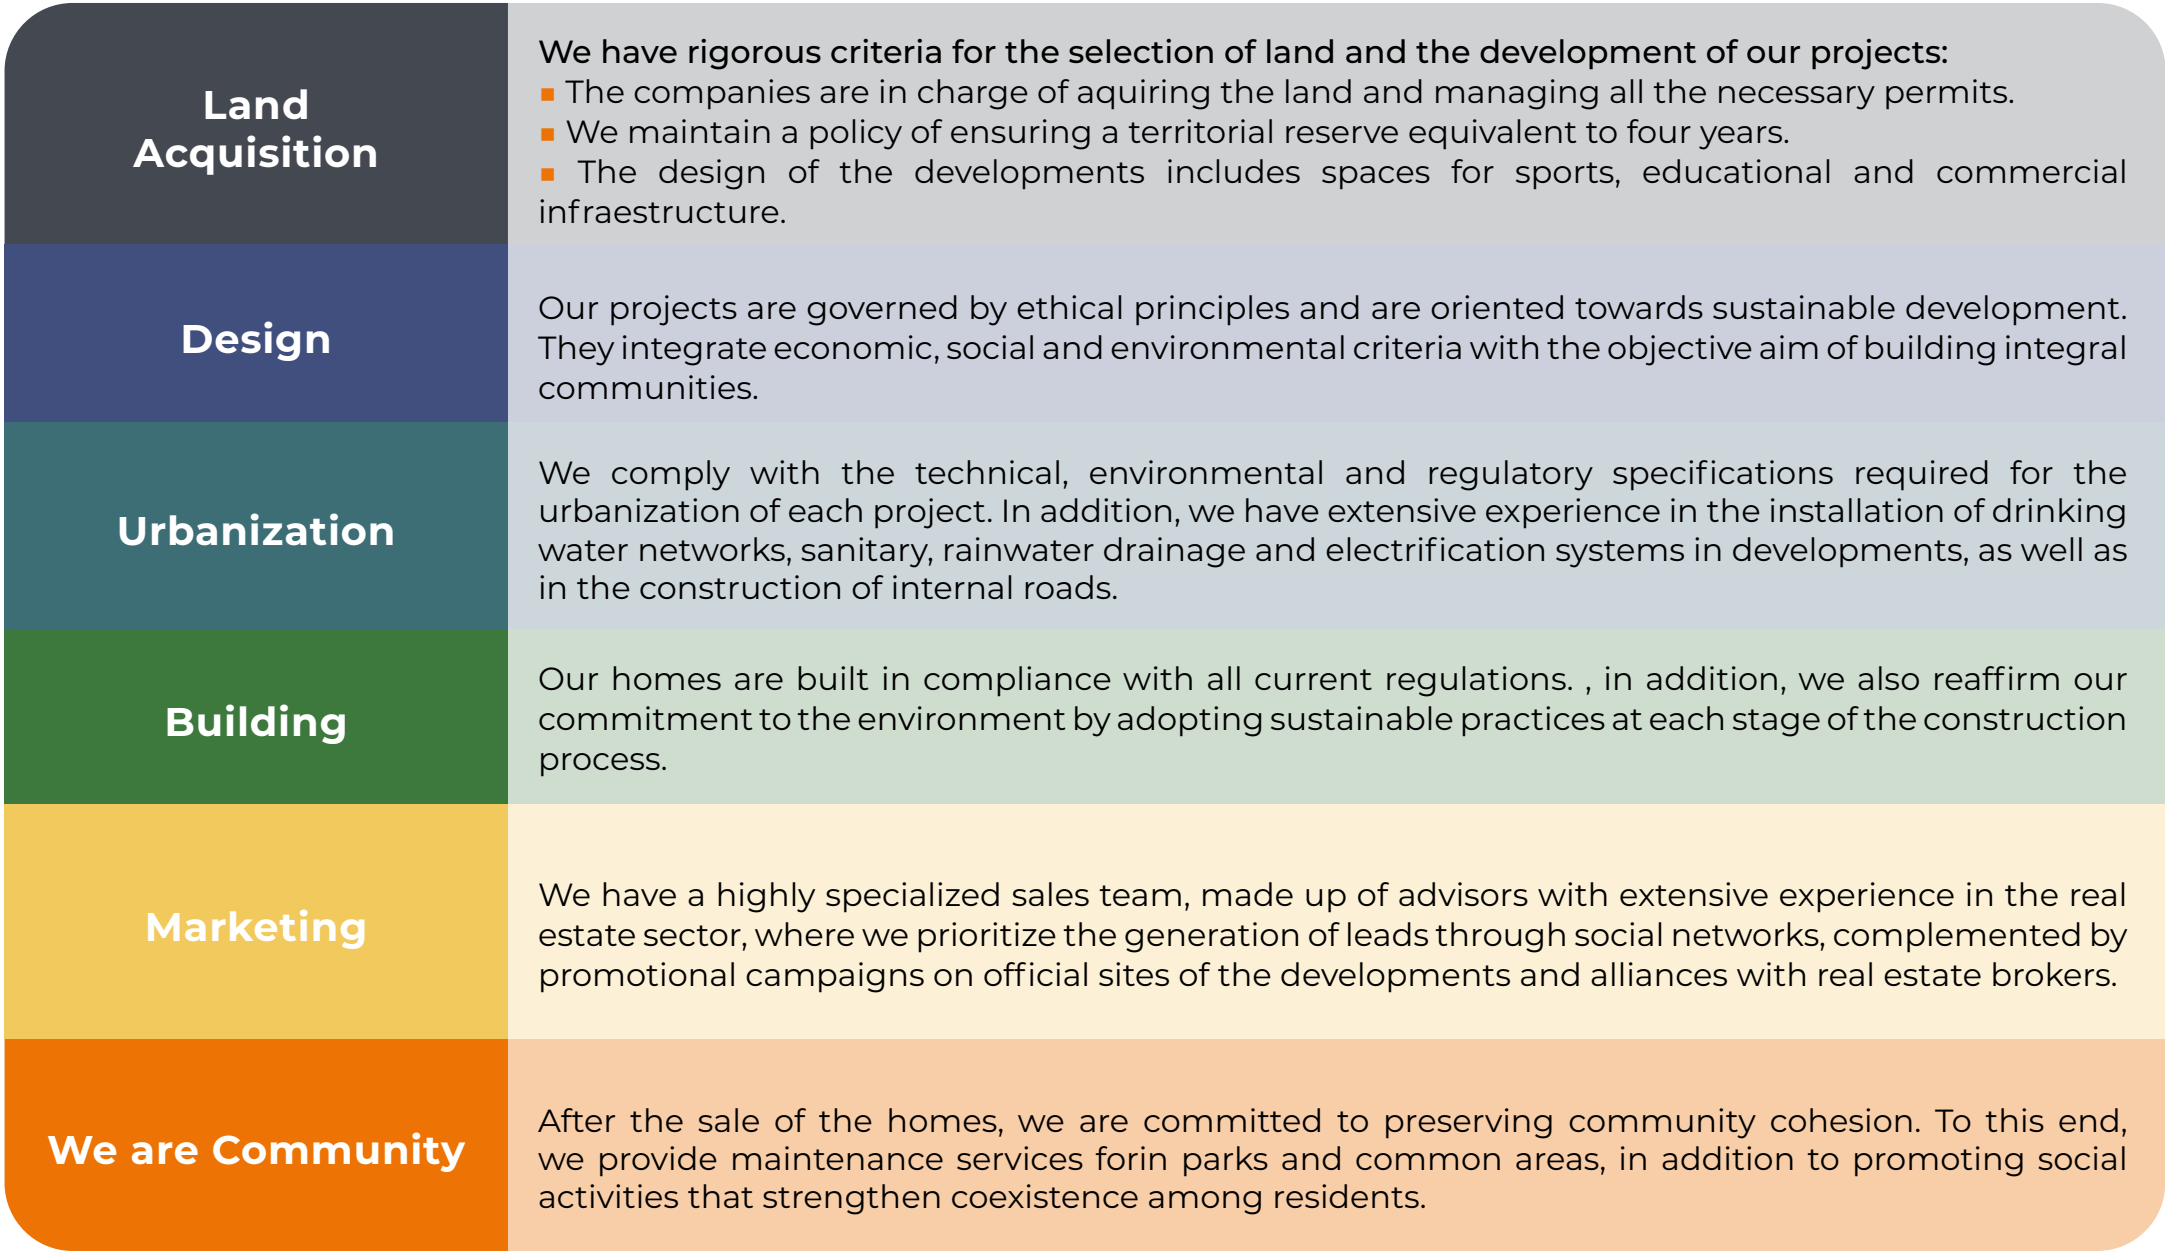 Land
Acquisition
We have rigorous criteria for the selection of land and the development of our projects:
▪ The companies are in charge of aquiring the land and managing all the necessary permits.
▪ We maintain a policy of ensuring a territorial reserve equivalent to four years.
▪ The design of the developments includes spaces for sports, educational and commercial
infraestructure.
Design
Our projects are governed by ethical principles and are oriented towards sustainable development.
They integrate economic, social and environmental criteria with the objective aim of building integral
communities.
Urbanization
We comply with the technical, environmental and regulatory specifications required for the
urbanization of each project. In addition, we have extensive experience in the installation of drinking
water networks, sanitary, rainwater drainage and electrification systems in developments, as well as
in the construction of internal roads.
Building
Our homes are built in compliance with all current regulations. , in addition, we also reaffirm our
commitment to the environment by adopting sustainable practices at each stage of the construction
process.
Marketing
We have a highly specialized sales team, made up of advisors with extensive experience in the real
estate sector, where we prioritize the generation of leads through social networks, complemented by
promotional campaigns on official sites of the developments and alliances with real estate brokers.
We are Community
After the sale of the homes, we are committed to preserving community cohesion. To this end,
we provide maintenance services forin parks and common areas, in addition to promoting social
activities that strengthen coexistence among residents.